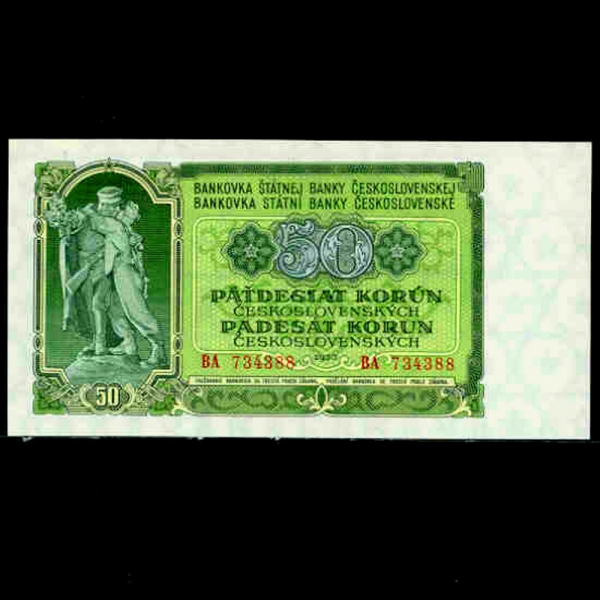 BANKOVKA ŠTÁTNEJ BANKY ČESKOSLOVENSKEJ
BANKOVKA STÁTNÍ BANKY ČESKOSLOVENSKÉ
50
PÄŤDESIAT KORÚN
ČESKOSLOVENSKÝCH
PADESÁT KORUN
ČESKOSLOVENSKÝCH
BA 734388 1953 BA 734388
50